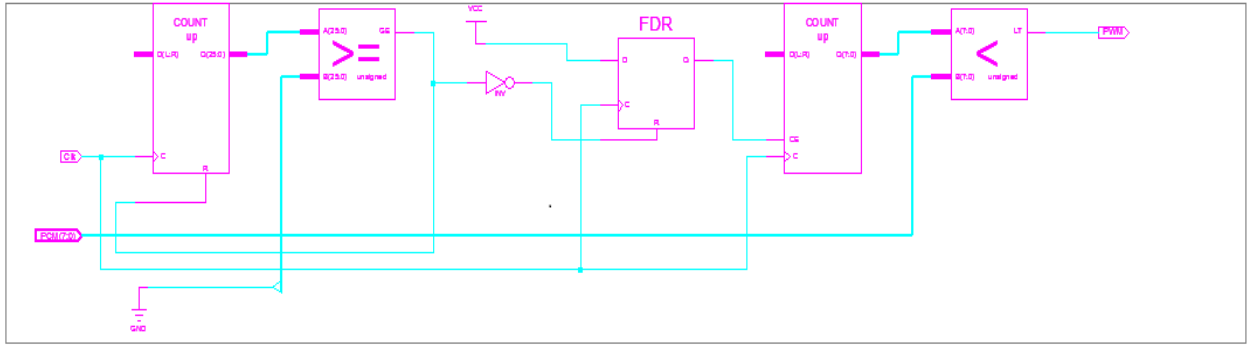 COUNT
up
D(L:R)
Q(25:0)
C
R
A(25:0)
GE
>=
B(25:0)
unsigned
VCC
INV
FDR
D
Q
C
R
COUNT
up
D(L:R)
Q(7:0)
CE
C
A(7:0)
LT
<
B(7:0)
unsigned
PWM
Clk
PCM(7:0)
GND